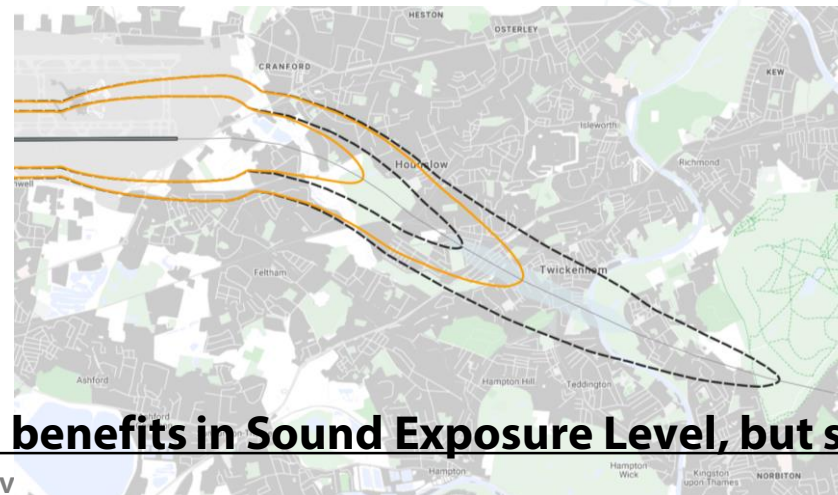 HESTON
OSTERLEY
CRANFORD
KEW
Isleworth
Hounslow
Richmond
Feltham
Twickenham
Ashford
Hampton Hill
Teddington
benefits in Sound Exposure Level, but s
Hampton
Hampton
Wick
Kingston
upon Thames
NORBITON